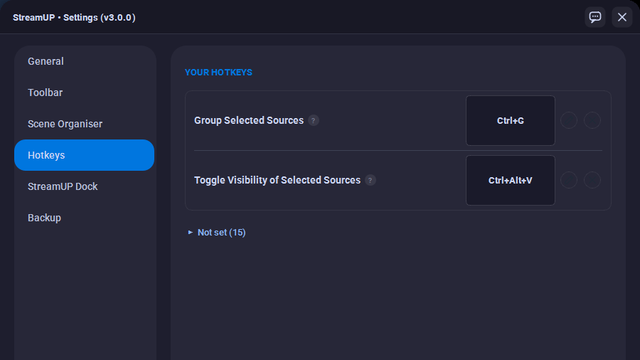 StreamUP • Settings (v3.0.0)
General
Toolbar
Scene Organiser
Hotkeys
StreamUP Dock
Backup
YOUR HOTKEYS
Group Selected Sources ?
Ctrl+G
Toggle Visibility of Selected Sources ?
Ctrl+Alt+V
► Not set (15)